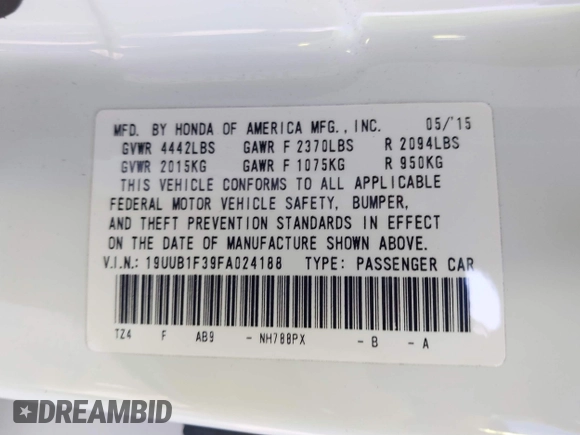 MFD. BY HONDA OF AMERICA MFG., INC. 05/'15
GVWR 4442LBS GAWR F 2370LBS R 2094LBS
GVWR 2015KG GAWR F 1075KG R 950KG
THIS VEHICLE CONFORMS TO ALL APPLICABLE
FEDERAL MOTOR VEHICLE SAFETY, BUMPER,
AND THEFT PREVENTION STANDARDS IN EFFECT
ON THE DATE OF MANUFACTURE SHOWN ABOVE.
V.I.N.: 19UUB1F39FA024188 TYPE: PASSENGER CAR
TZ4 F AB9 - NH788PX - B - A
DREAMBID